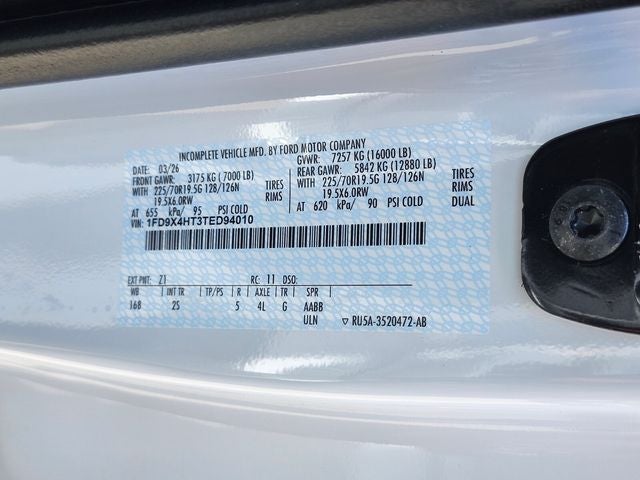 INCOMPLETE VEHICLE MFD. BY FORD MOTOR COMPANY
DATE: 03/26 GVWR: 7257 KG (16000 LB)
FRONT GAWR: 3175 KG (7000 LB) REAR GAWR: 5842 KG (12880 LB)
WITH 225/70R19.5G 128/126N TIRES WITH 225/70R19.5G 128/126N TIRES
19.5X6.0RW RIMS 19.5X6.0RW RIMS
AT 655 kPa/ 95 PSI COLD AT 620 kPa/ 90 PSI COLD DUAL
VIN: 1FD9X4HT3TED94010
EXT PNT: Z1 RC: 11 DSO:
WB INT TR TP/PS R AXLE TR SPR
168 2S 5 4L G AABB
ULN ▽ RU5A-3520472-AB